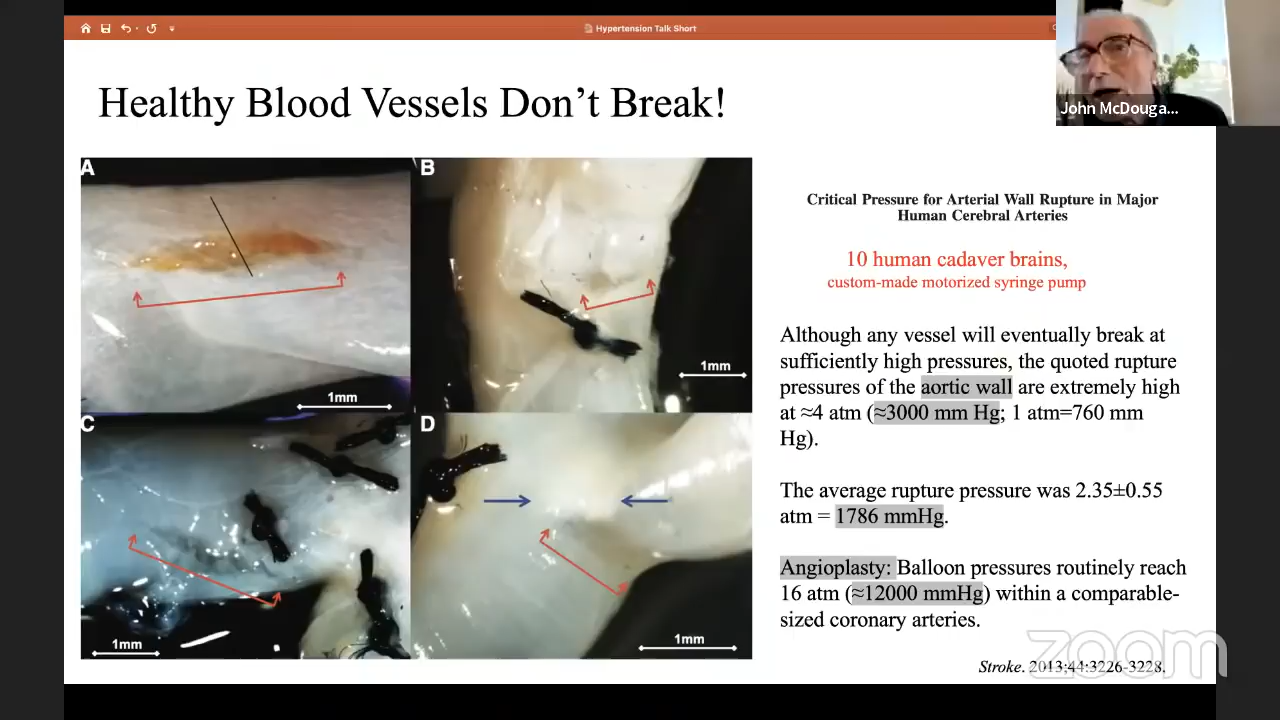 Hypertension Talk Short
John McDouga...
Healthy Blood Vessels Don't Break!
A
B
1mm
1mm
C
D
1mm
1mm
Critical Pressure for Arterial Wall Rupture in Major
Human Cerebral Arteries
10 human cadaver brains,
custom-made motorized syringe pump
Although any vessel will eventually break at
sufficiently high pressures, the quoted rupture
pressures of the aortic wall are extremely high
at ≈4 atm (≈3000 mm Hg; 1 atm=760 mm
Hg).
The average rupture pressure was 2.35±0.55
atm = 1786 mmHg.
Angioplasty: Balloon pressures routinely reach
16 atm (≈12000 mmHg) within a comparable-
sized coronary arteries.
Stroke. 2013;44:3226-3228.
zoom